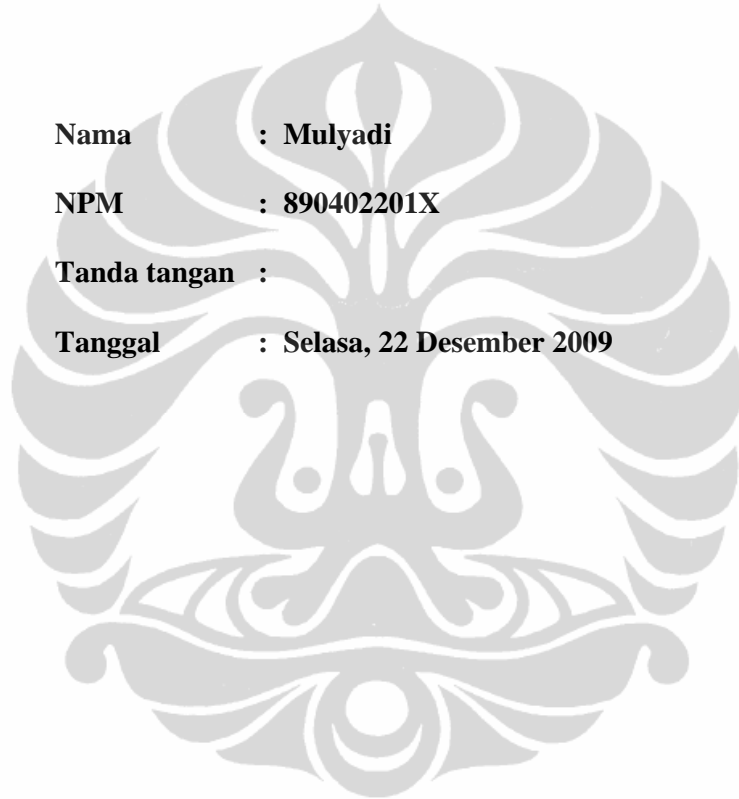 Nama : Mulyadi
NPM : 890402201X
Tanda tangan :
Tanggal : Selasa, 22 Desember 2009